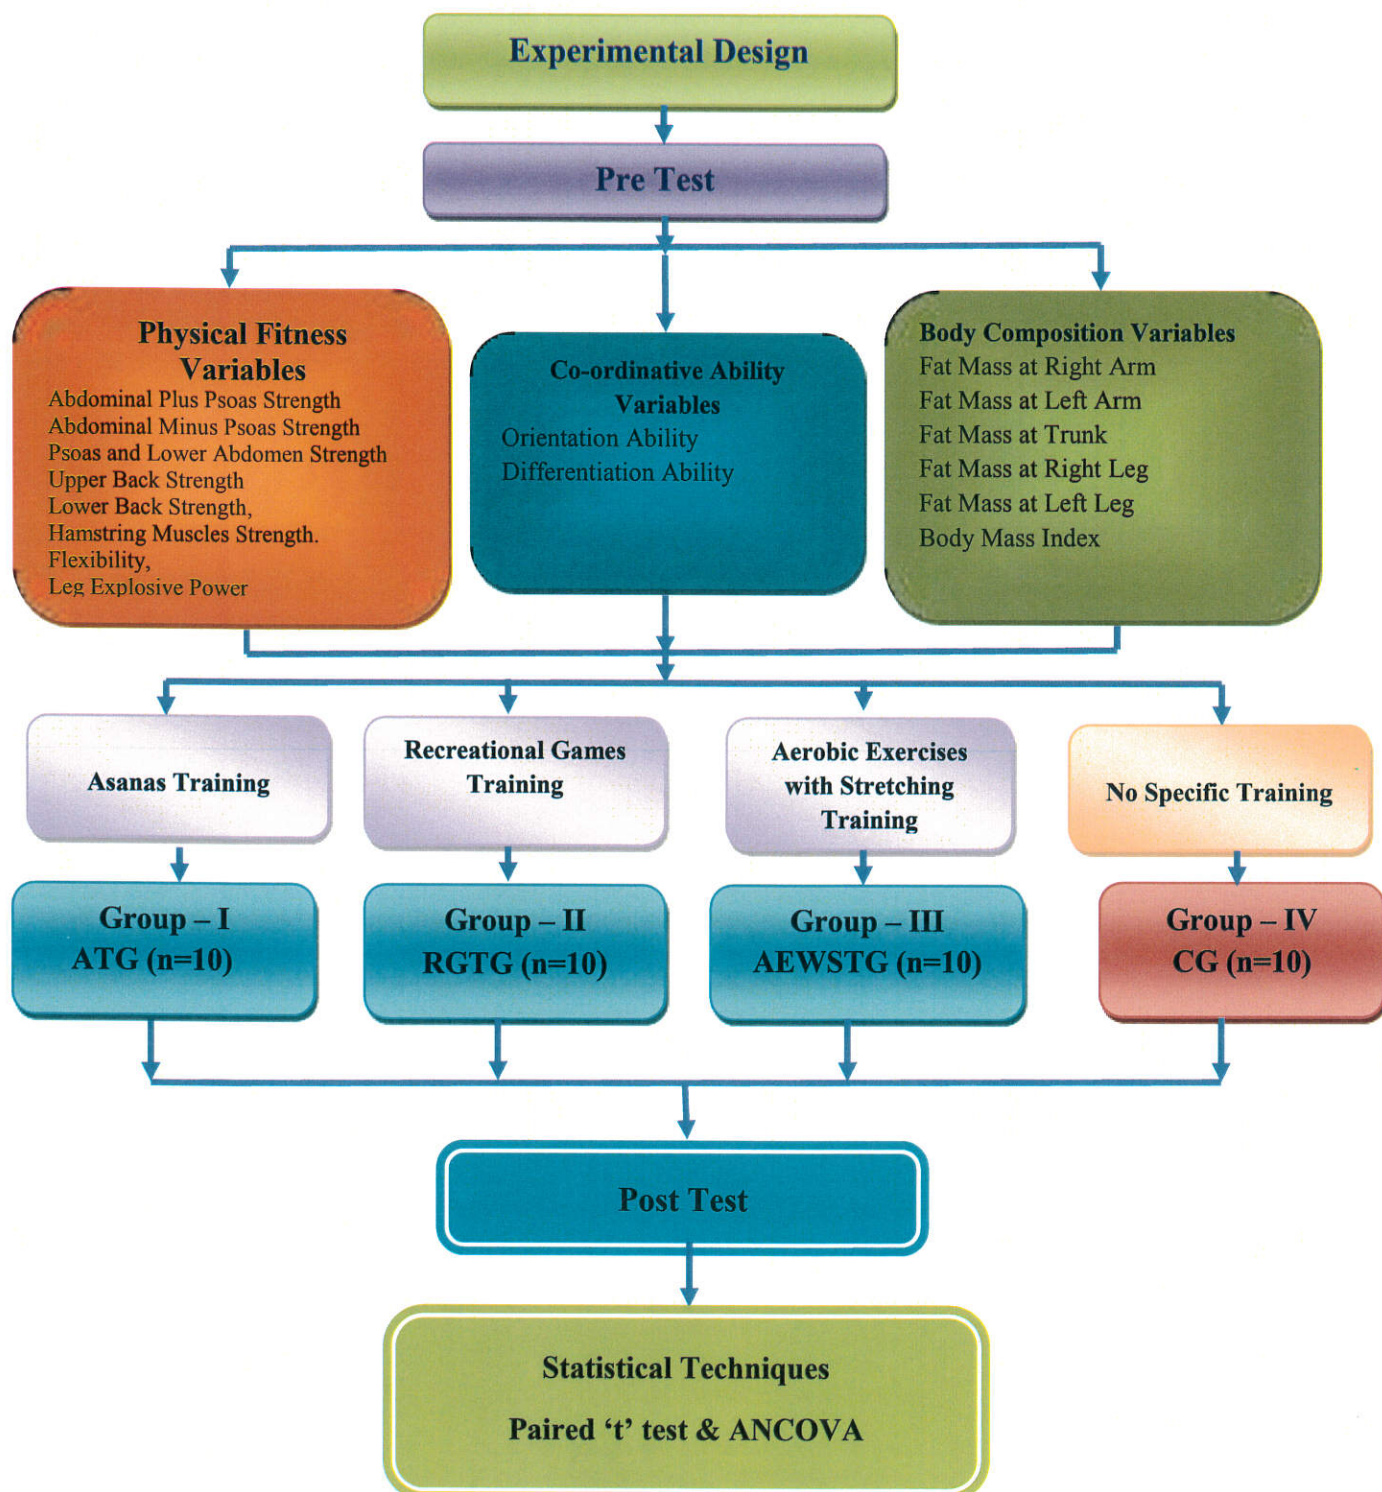 Experimental Design
Pre Test
Physical Fitness
Variables
Abdominal Plus Psoas Strength
Abdominal Minus Psoas Strength
Psoas and Lower Abdomen Strength
Upper Back Strength
Lower Back Strength,
Hamstring Muscles Strength.
Flexibility,
Leg Explosive Power
Co-ordinative Ability
Variables
Orientation Ability
Differentiation Ability
Body Composition Variables
Fat Mass at Right Arm
Fat Mass at Left Arm
Fat Mass at Trunk
Fat Mass at Right Leg
Fat Mass at Left Leg
Body Mass Index
Asanas Training
Recreational Games
Training
Aerobic Exercises
with Stretching
Training
No Specific Training
Group – I
ATG (n=10)
Group – II
RGTG (n=10)
Group – III
AEWSTG (n=10)
Group – IV
CG (n=10)
Post Test
Statistical Techniques
Paired ‘t’ test & ANCOVA